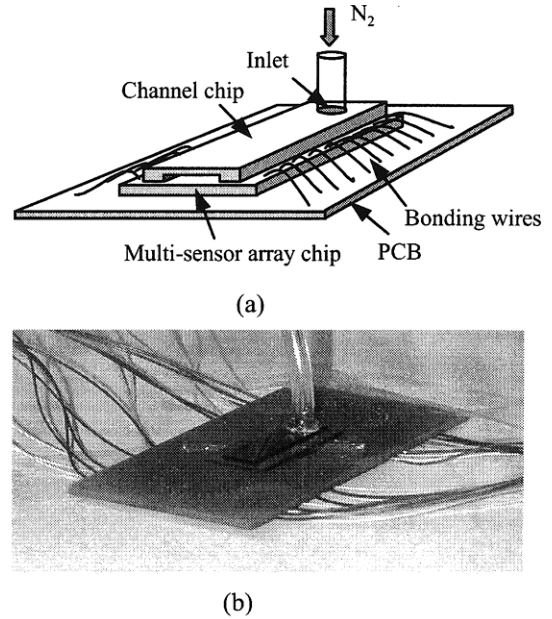 N₂
Inlet
Channel chip
Bonding wires
Multi-sensor array chip
PCB
(a)
(b)